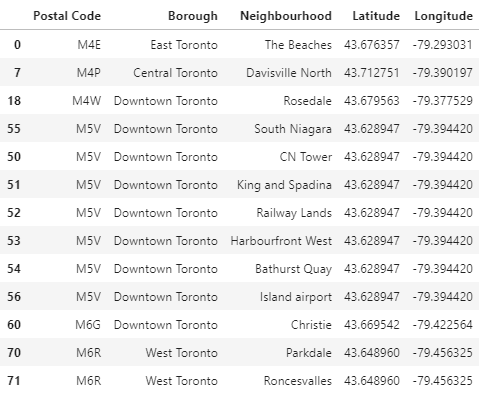 Postal Code Borough Neighbourhood Latitude Longitude
0 M4E East Toronto The Beaches 43.676357 -79.293031
7 M4P Central Toronto Davisville North 43.712751 -79.390197
18 M4W Downtown Toronto Rosedale 43.679563 -79.377529
55 M5V Downtown Toronto South Niagara 43.628947 -79.394420
50 M5V Downtown Toronto CN Tower 43.628947 -79.394420
51 M5V Downtown Toronto King and Spadina 43.628947 -79.394420
52 M5V Downtown Toronto Railway Lands 43.628947 -79.394420
53 M5V Downtown Toronto Harbourfront West 43.628947 -79.394420
54 M5V Downtown Toronto Bathurst Quay 43.628947 -79.394420
56 M5V Downtown Toronto Island airport 43.628947 -79.394420
60 M6G Downtown Toronto Christie 43.669542 -79.422564
70 M6R West Toronto Parkdale 43.648960 -79.456325
71 M6R West Toronto Roncesvalles 43.648960 -79.456325